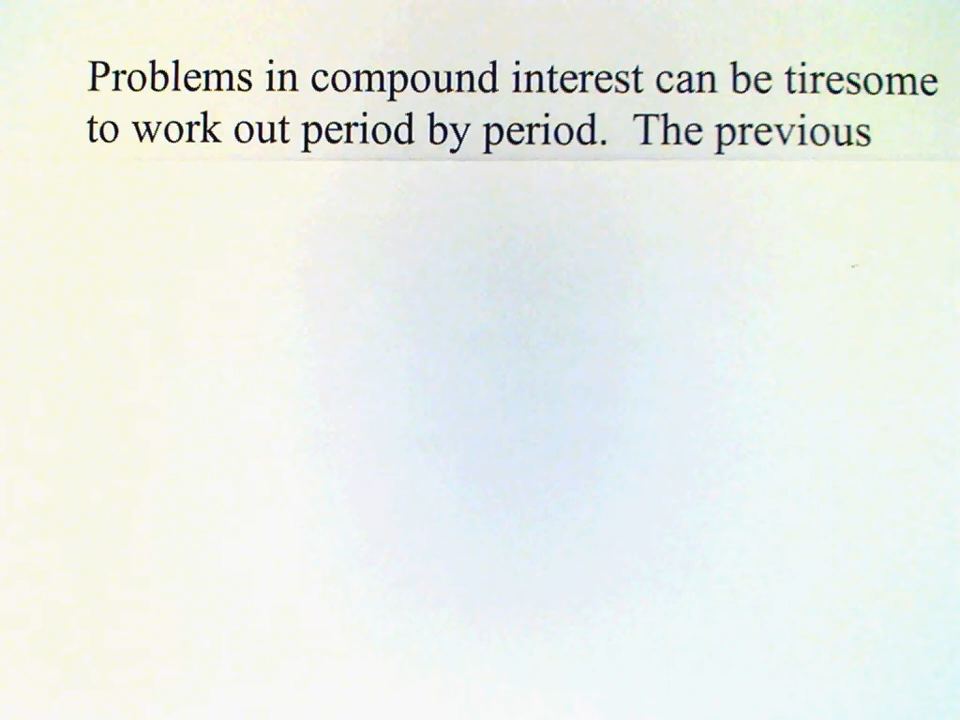 Problems in compound interest can be tiresome
to work out period by period.  The previous